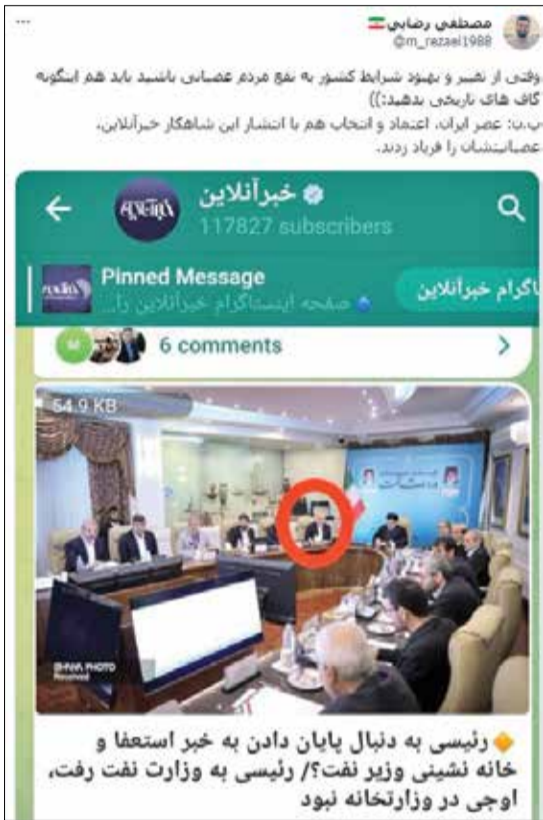 مصطفی رضایی
@m_rezaei1988
وقتی از تغییر و بهبود شرایط کشور به نفع مردم عصبانی باشید باید هم اینگونه
گاف های تاریخی بدهید:))
پ.ن: عصر ایران، اعتماد و انتخاب هم با انتشار این شاهکار خبرآنلاین،
عصبانیتشان را فریاد زدند.
خبرآنلاین
117827 subscribers
Pinned Message
صفحه اینستاگرام خبرآنلاین را...
اگرام خبرآنلاین
M
6 comments
54.9 KB
رئیسی به دنبال پایان دادن به خبر استعفا و
خانه نشینی وزیر نفت؟/ رئیسی به وزارت نفت رفت،
اوجی در وزارتخانه نبود